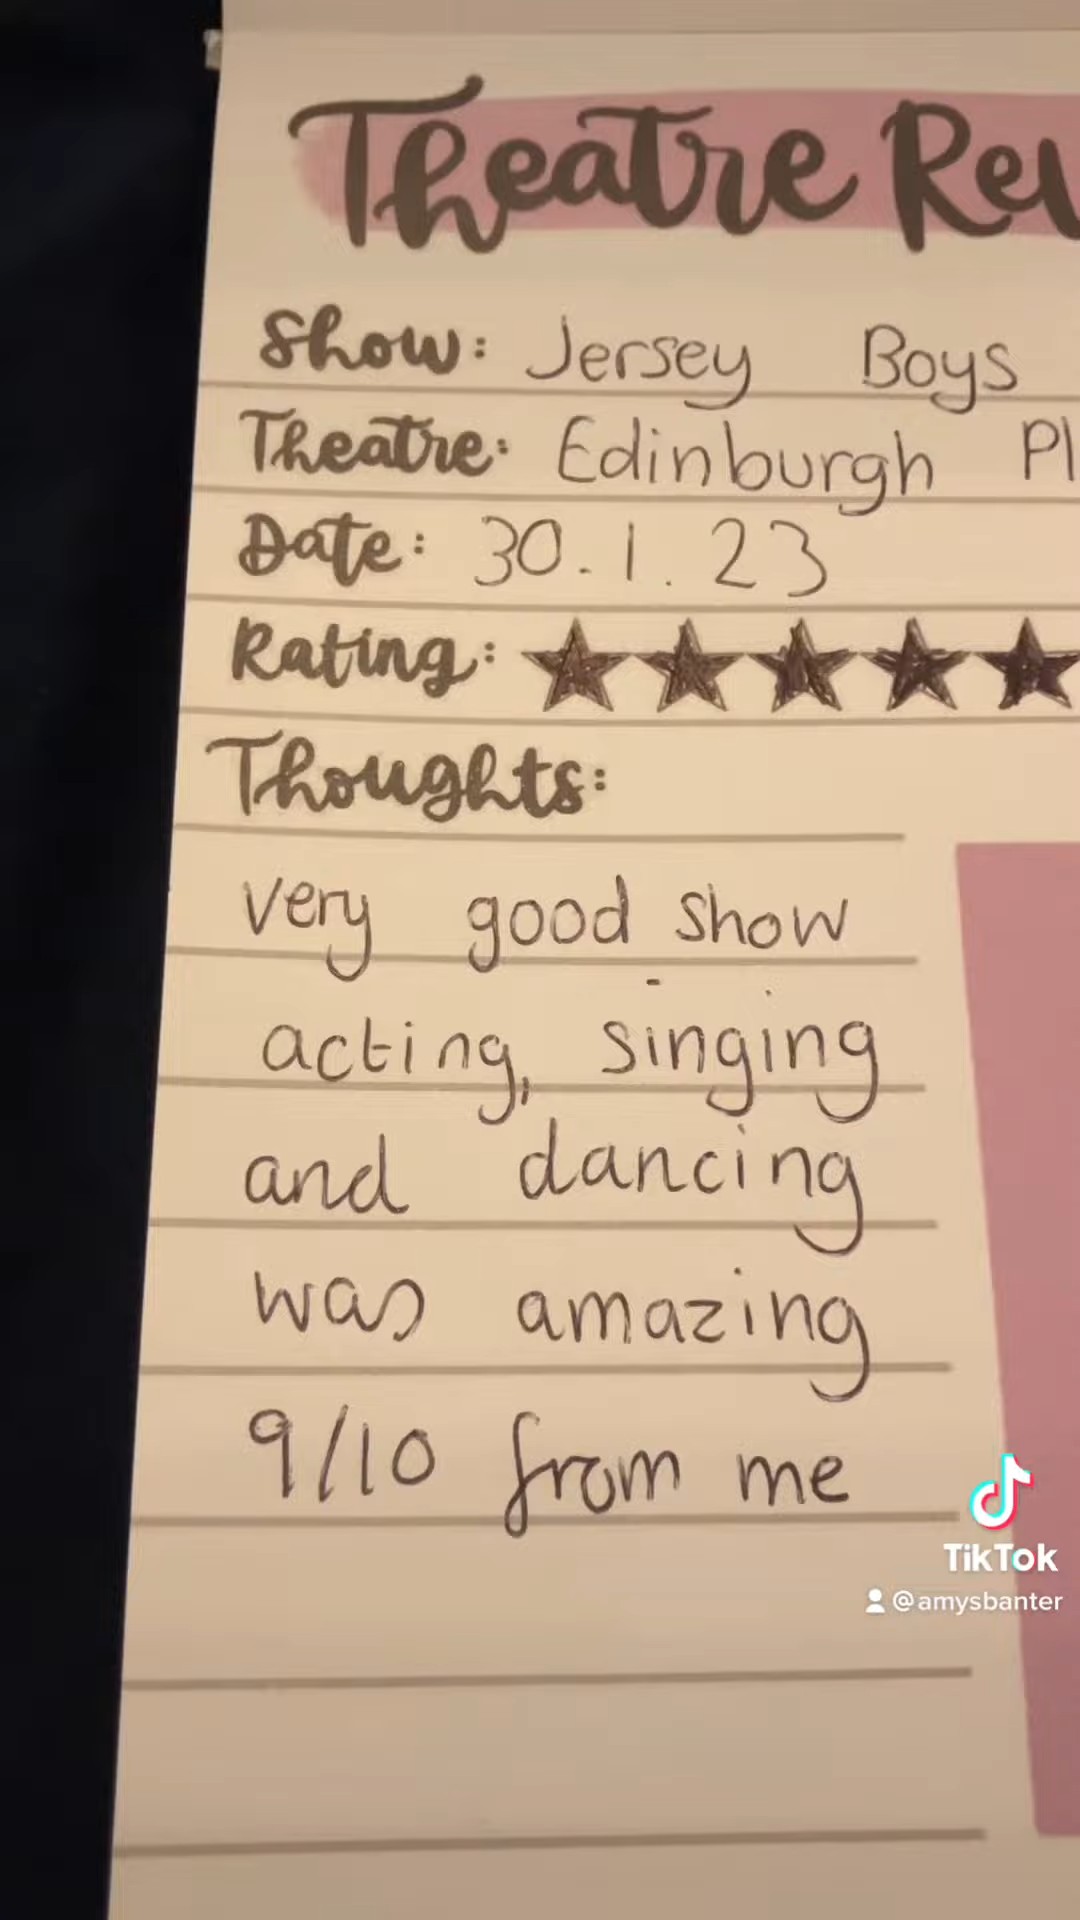 Theatre Rev
Show: Jersey Boys
Theatre: Edinburgh Pl
Date: 30.1.23
Rating: ★★★★★
Thoughts:
very good show
acting, singing
and dancing
was amazing
9/10 from me
TikTok
@amysbanter